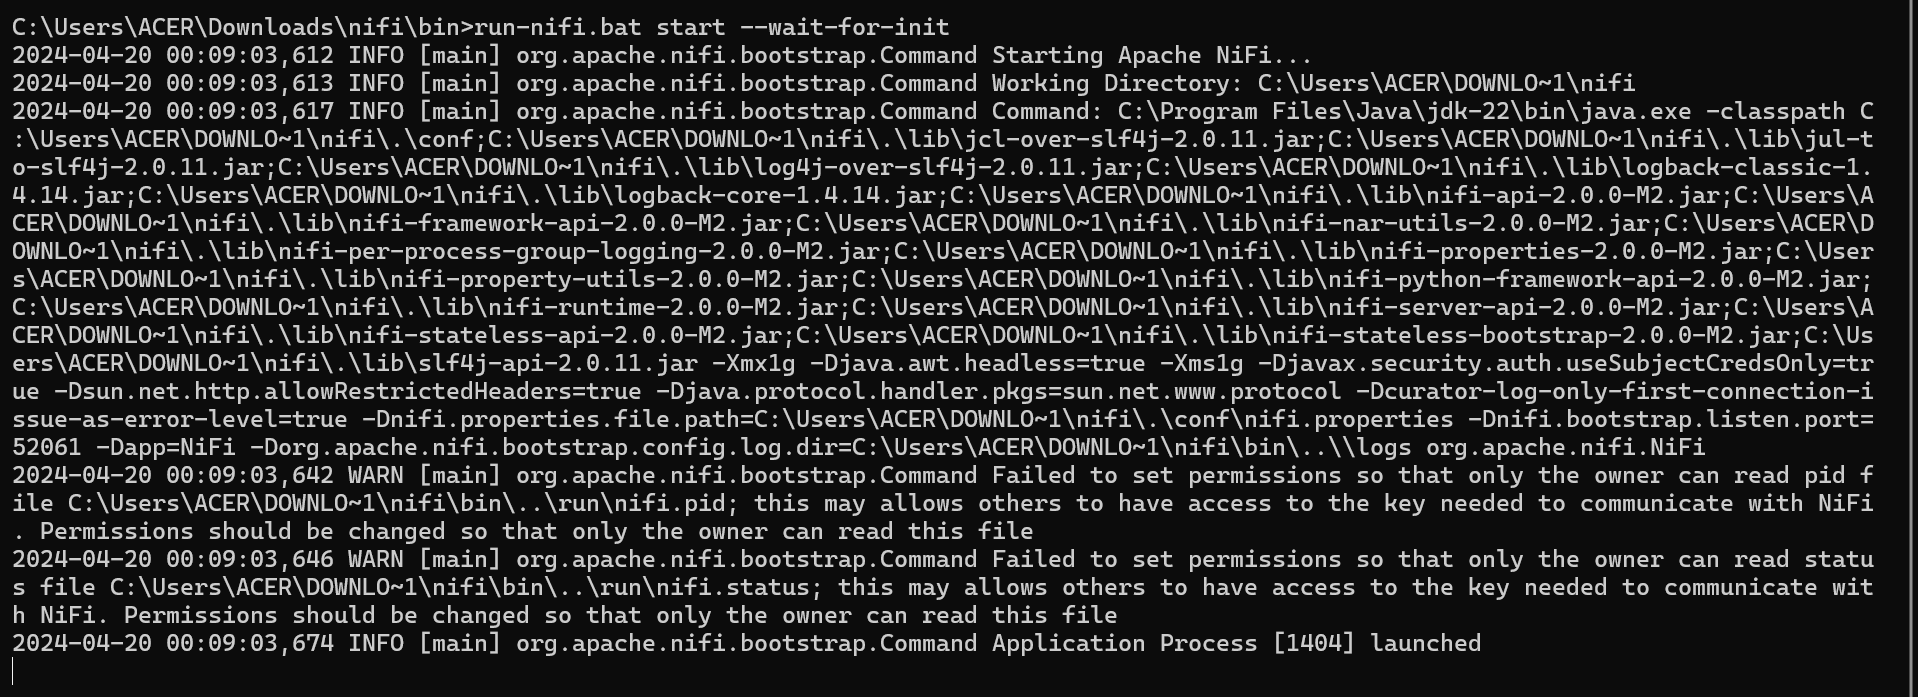 C:\Users\ACER\Downloads\nifi\bin>run-nifi.bat start --wait-for-init
2024-04-20 00:09:03,612 INFO [main] org.apache.nifi.bootstrap.Command Starting Apache NiFi...
2024-04-20 00:09:03,613 INFO [main] org.apache.nifi.bootstrap.Command Working Directory: C:\Users\ACER\DOWNLO~1\nifi
2024-04-20 00:09:03,617 INFO [main] org.apache.nifi.bootstrap.Command Command: C:\Program Files\Java\jdk-22\bin\java.exe -classpath C
:\Users\ACER\DOWNLO~1\nifi\.\conf;C:\Users\ACER\DOWNLO~1\nifi\.\lib\jcl-over-slf4j-2.0.11.jar;C:\Users\ACER\DOWNLO~1\nifi\.\lib\jul-t
o-slf4j-2.0.11.jar;C:\Users\ACER\DOWNLO~1\nifi\.\lib\log4j-over-slf4j-2.0.11.jar;C:\Users\ACER\DOWNLO~1\nifi\.\lib\logback-classic-1.
4.14.jar;C:\Users\ACER\DOWNLO~1\nifi\.\lib\logback-core-1.4.14.jar;C:\Users\ACER\DOWNLO~1\nifi\.\lib\nifi-api-2.0.0-M2.jar;C:\Users\A
CER\DOWNLO~1\nifi\.\lib\nifi-framework-api-2.0.0-M2.jar;C:\Users\ACER\DOWNLO~1\nifi\.\lib\nifi-nar-utils-2.0.0-M2.jar;C:\Users\ACER\D
OWNLO~1\nifi\.\lib\nifi-per-process-group-logging-2.0.0-M2.jar;C:\Users\ACER\DOWNLO~1\nifi\.\lib\nifi-properties-2.0.0-M2.jar;C:\User
s\ACER\DOWNLO~1\nifi\.\lib\nifi-property-utils-2.0.0-M2.jar;C:\Users\ACER\DOWNLO~1\nifi\.\lib\nifi-python-framework-api-2.0.0-M2.jar;
C:\Users\ACER\DOWNLO~1\nifi\.\lib\nifi-runtime-2.0.0-M2.jar;C:\Users\ACER\DOWNLO~1\nifi\.\lib\nifi-server-api-2.0.0-M2.jar;C:\Users\A
CER\DOWNLO~1\nifi\.\lib\nifi-stateless-api-2.0.0-M2.jar;C:\Users\ACER\DOWNLO~1\nifi\.\lib\nifi-stateless-bootstrap-2.0.0-M2.jar;C:\Us
ers\ACER\DOWNLO~1\nifi\.\lib\slf4j-api-2.0.11.jar -Xmx1g -Djava.awt.headless=true -Xms1g -Djavax.security.auth.useSubjectCredsOnly=tr
ue -Dsun.net.http.allowRestrictedHeaders=true -Djava.protocol.handler.pkgs=sun.net.www.protocol -Dcurator-log-only-first-connection-i
ssue-as-error-level=true -Dnifi.properties.file.path=C:\Users\ACER\DOWNLO~1\nifi\.\conf\nifi.properties -Dnifi.bootstrap.listen.port=
52061 -Dapp=NiFi -Dorg.apache.nifi.bootstrap.config.log.dir=C:\Users\ACER\DOWNLO~1\nifi\bin\..\\logs org.apache.nifi.NiFi
2024-04-20 00:09:03,642 WARN [main] org.apache.nifi.bootstrap.Command Failed to set permissions so that only the owner can read pid f
ile C:\Users\ACER\DOWNLO~1\nifi\bin\..\run\nifi.pid; this may allows others to have access to the key needed to communicate with NiFi
. Permissions should be changed so that only the owner can read this file
2024-04-20 00:09:03,646 WARN [main] org.apache.nifi.bootstrap.Command Failed to set permissions so that only the owner can read statu
s file C:\Users\ACER\DOWNLO~1\nifi\bin\..\run\nifi.status; this may allows others to have access to the key needed to communicate wit
h NiFi. Permissions should be changed so that only the owner can read this file
2024-04-20 00:09:03,674 INFO [main] org.apache.nifi.bootstrap.Command Application Process [1404] launched